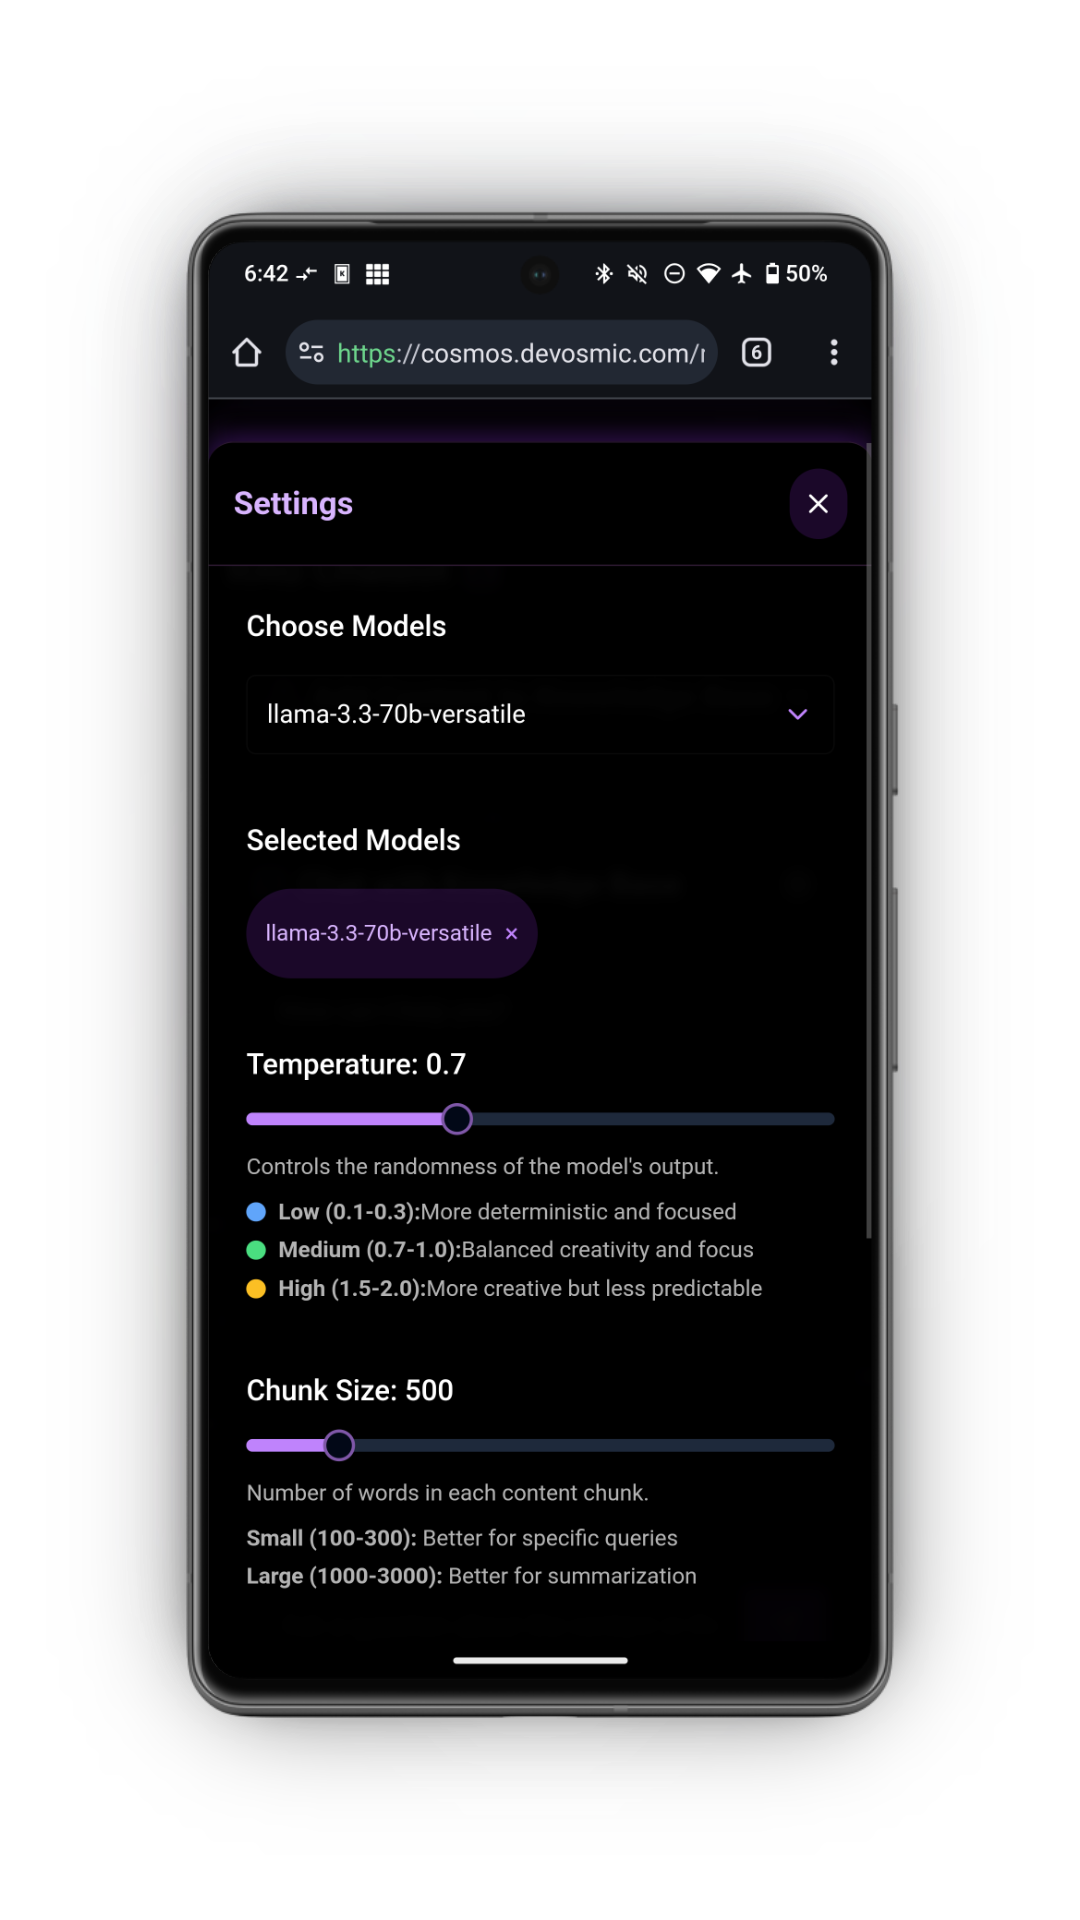 6:42
50%
https://cosmos.devosmic.com/r
6
Settings
Choose Models
llama-3.3-70b-versatile
Selected Models
llama-3.3-70b-versatile ×
Temperature: 0.7
Controls the randomness of the model's output.
Low (0.1-0.3):More deterministic and focused
Medium (0.7-1.0):Balanced creativity and focus
High (1.5-2.0):More creative but less predictable
Chunk Size: 500
Number of words in each content chunk.
Small (100-300): Better for specific queries
Large (1000-3000): Better for summarization